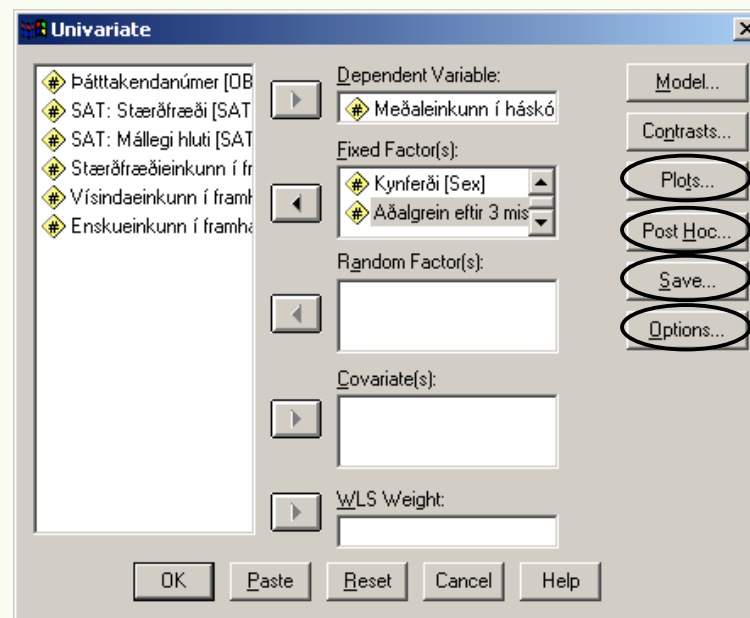 Univariate
Þátttakendanúmer [OB
SAT: Stærðfræði [SAT
SAT: Mállegi hluti [SAT
Stærðfræðieinkunn í fr
Vísindaeinkunn í framh
Enskueinkunn í framha
Dependent Variable:
Meðaleinkunn í háskó
Fixed Factor(s):
Kynferði [Sex]
Aðalgrein eftir 3 mis
Random Factor(s):
Covariate(s):
WLS Weight:
Model...
Contrasts...
Plots...
Post Hoc...
Save...
Options...
OK Paste Reset Cancel Help